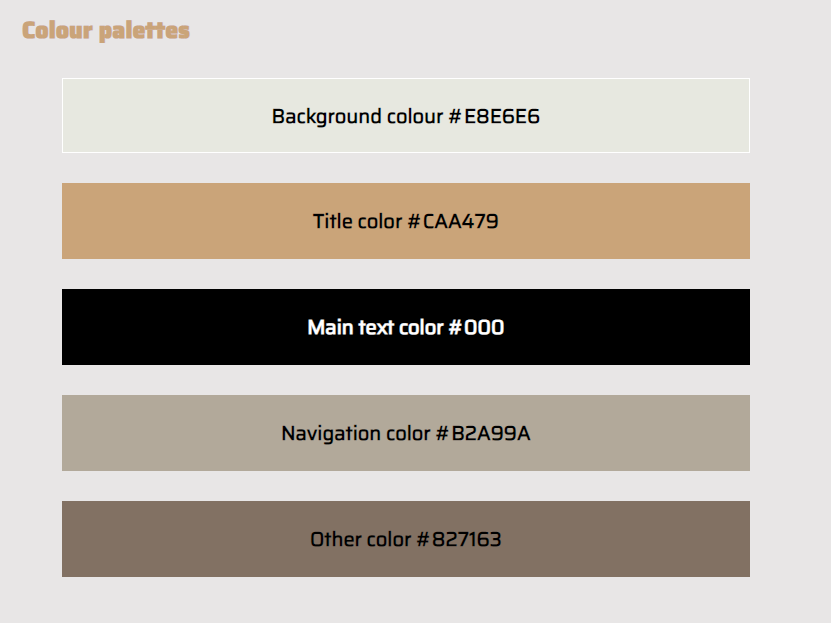 Colour palettes
Background colour #E8E6E6
Title color #CAA479
Main text color #000
Navigation color #B2A99A
Other color #827163